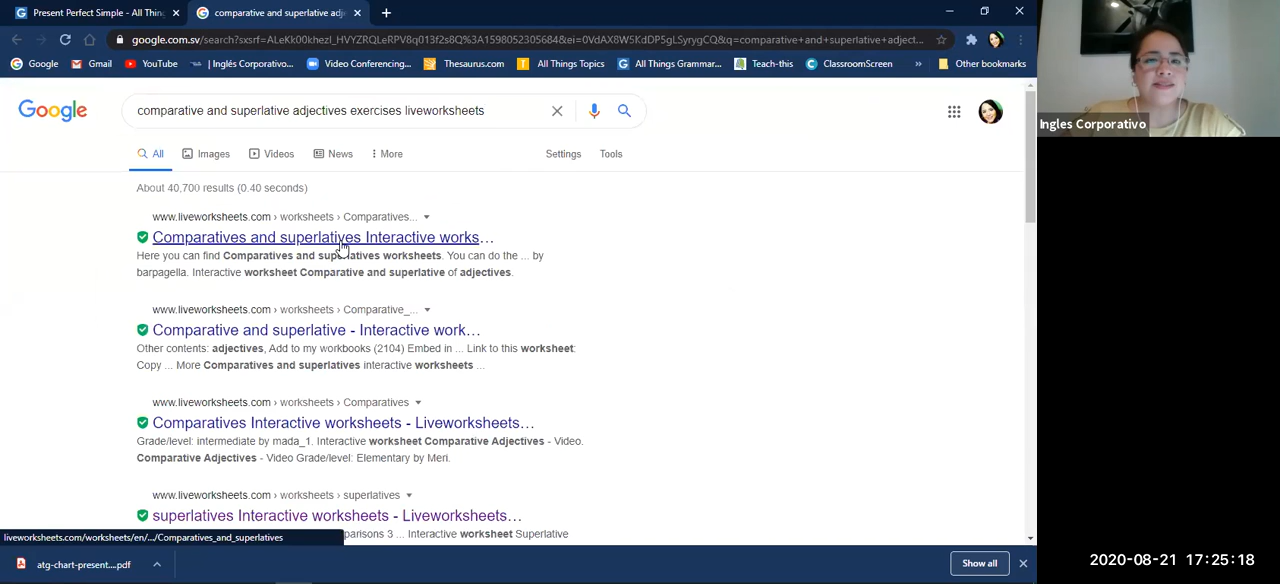 Present Perfect Simple - All Thing
comparative and superlative adj
google.com.sv/search?sxsrf=ALeKk00khezI_HVYZRQLeRPV8q013f2s8Q%3A1598052305684&ei=0VdAX8W5KdDP5gLSyrygCQ&q=comparative+and+superlative+adject...
Google
Gmail
YouTube
| Inglés Corporativo...
Video Conferencing...
Thesaurus.com
All Things Topics
All Things Grammar...
Teach-this
ClassroomScreen
»
Other bookmarks
Google
comparative and superlative adjectives exercises liveworksheets
Ingles Corporativo
All
Images
Videos
News
More
Settings
Tools
About 40,700 results (0.40 seconds)
www.liveworksheets.com › worksheets › Comparatives...
Comparatives and superlatives Interactive works...
Here you can find Comparatives and superlatives worksheets. You can do the ... by
barpagella. Interactive worksheet Comparative and superlative of adjectives.
www.liveworksheets.com › worksheets › Comparative_...
Comparative and superlative - Interactive work...
Other contents: adjectives, Add to my workbooks (2104) Embed in ... Link to this worksheet:
Copy ... More Comparatives and superlatives interactive worksheets ...
www.liveworksheets.com › worksheets › Comparatives
Comparatives Interactive worksheets - Liveworksheets...
Grade/level: intermediate by mada_1. Interactive worksheet Comparative Adjectives - Video.
Comparative Adjectives - Video Grade/level: Elementary by Meri.
www.liveworksheets.com › worksheets › superlatives
superlatives Interactive worksheets - Liveworksheets...
parisons 3 ... Interactive worksheet Superlative
liveworksheets.com/worksheets/en/.../Comparatives_and_superlatives
atg-chart-present....pdf
Show all
2020-08-21 17:25:18